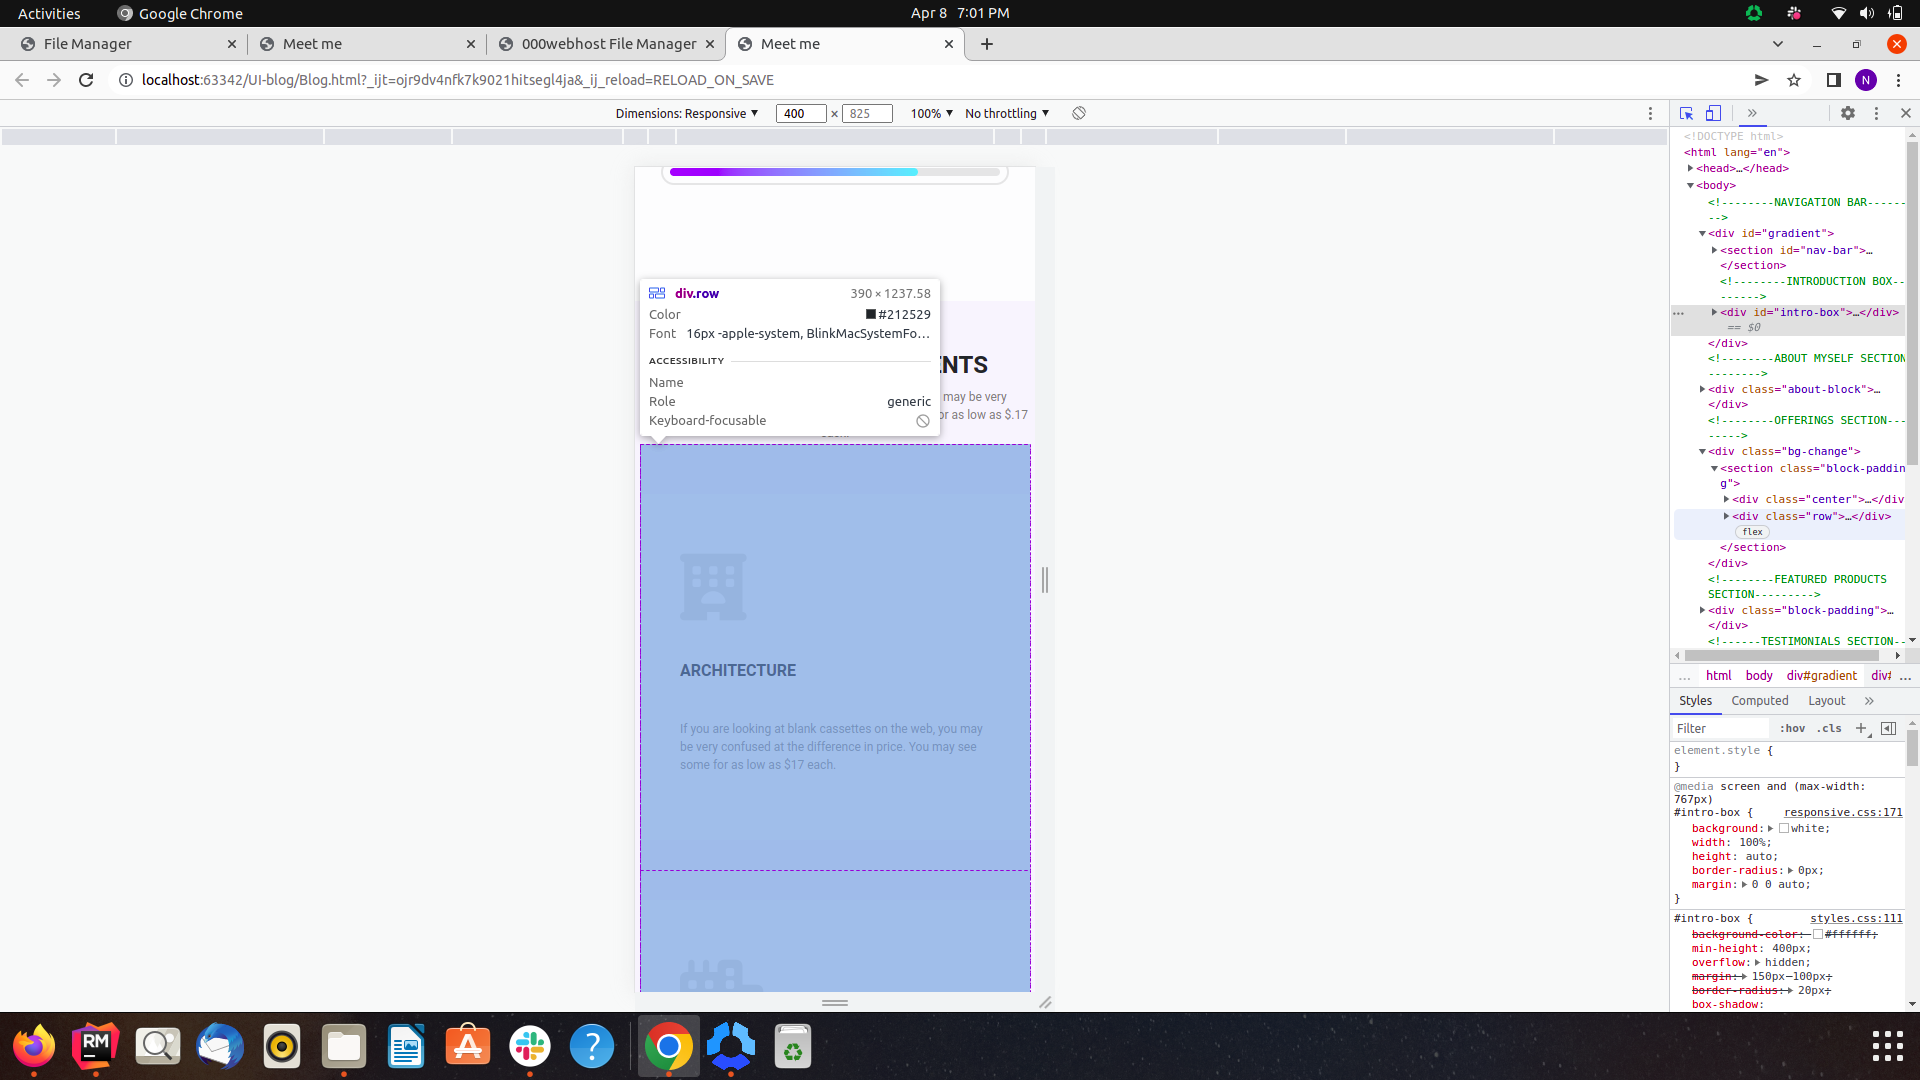 Activities
Google Chrome
Apr 8 7:01 PM
File Manager
Meet me
000webhost File Manager
Meet me
localhost:63342/UI-blog/Blog.html?_ijt=ojr9dv4nfk7k9021hitsegl4ja&_ij_reload=RELOAD_ON_SAVE
N
Dimensions: Responsive
400
×
825
100%
No throttling
div.row
390 × 1237.58
Color
#212529
Font
16px -apple-system, BlinkMacSystemFo…
ACCESSIBILITY
Name
Role
generic
Keyboard-focusable
ENTS
may be very
or as low as $.17
ARCHITECTURE
If you are looking at blank cassettes on the web, you may
be very confused at the difference in price. You may see
some for as low as $17 each.
<!DOCTYPE html>
<html lang="en">
<head>…</head>
<body>
<!--------NAVIGATION BAR------
-->
<div id="gradient">
<section id="nav-bar">…
</section>
<!--------INTRODUCTION BOX--
------>
<div id="intro-box">…</div>
== $0
</div>
<!--------ABOUT MYSELF SECTION
-------->
<div class="about-block">…
</div>
<!--------OFFERINGS SECTION---
----->
<div class="bg-change">
<section class="block-paddin
g">
<div class="center">…</div
<div class="row">…</div>
flex
</section>
</div>
<!--------FEATURED PRODUCTS
SECTION--------->
<div class="block-padding">…
</div>
<!------TESTIMONIALS SECTION--
…
html
body
div#gradient
div#
…
Styles
Computed
Layout
Filter
:hov
.cls
element.style {
}
@media screen and (max-width:
767px)
#intro-box {
responsive.css:171
background: white;
width: 100%;
height: auto;
border-radius: 0px;
margin: 0 0 auto;
}
#intro-box {
styles.css:111
background-color: #ffffff;
min-height: 400px;
overflow: hidden;
margin: 150px 100px;
border-radius: 20px;
box-shadow:
RM
A
?